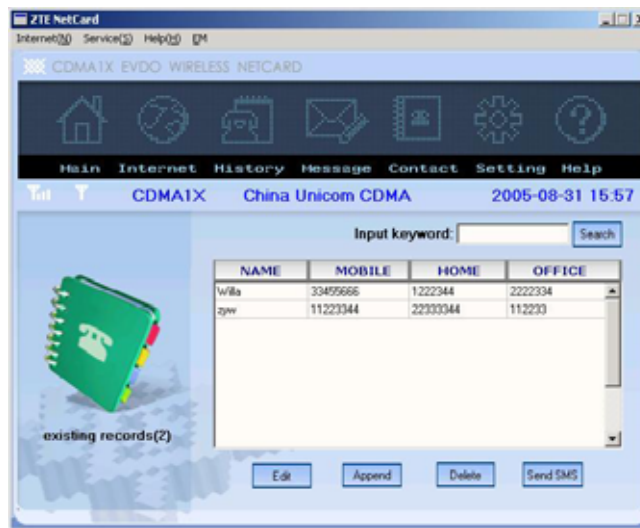 ZTE NetCard
Internet(N) Service(S) Help(H) EM
CDMA1X EVDO WIRELESS NETCARD
Main Internet History Message Contact Setting Help
CDMA1X China Unicom CDMA 2005-08-31 15:57
Input keyword: Search
NAME MOBILE HOME OFFICE
Willa 33455666 1222344 2222334
zyw 11223344 22333344 112233
existing records(2)
Edit Append Delete Send SMS